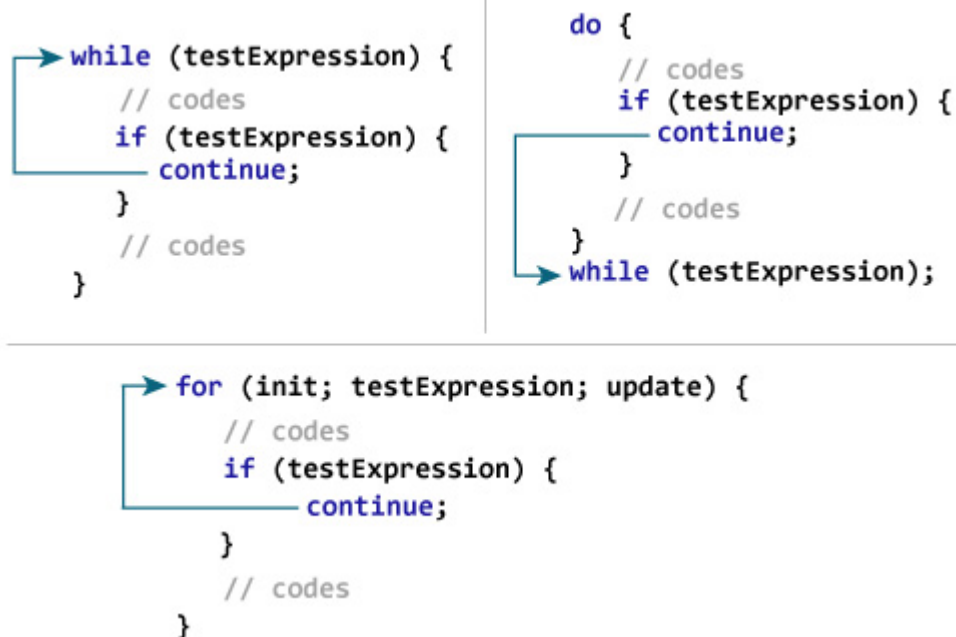 while (testExpression) {
// codes
if (testExpression) {
continue;
}
// codes
}
do {
// codes
if (testExpression) {
continue;
}
// codes
}
while (testExpression);
for (init; testExpression; update) {
// codes
if (testExpression) {
continue;
}
// codes
}